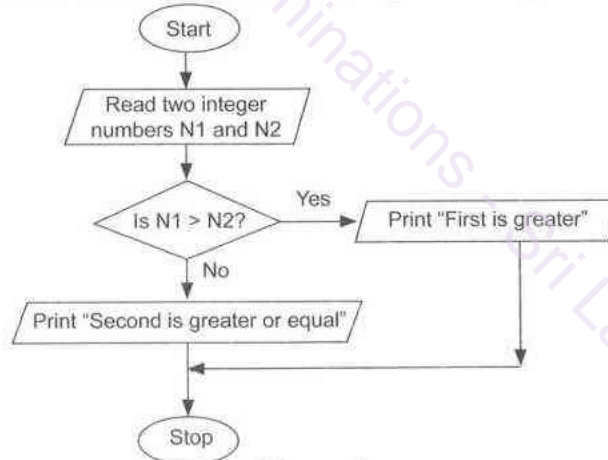 Start
Read two integer
numbers N1 and N2
Is N1 > N2?
Yes
Print “First is greater”
No
Print “Second is greater or equal”
Stop